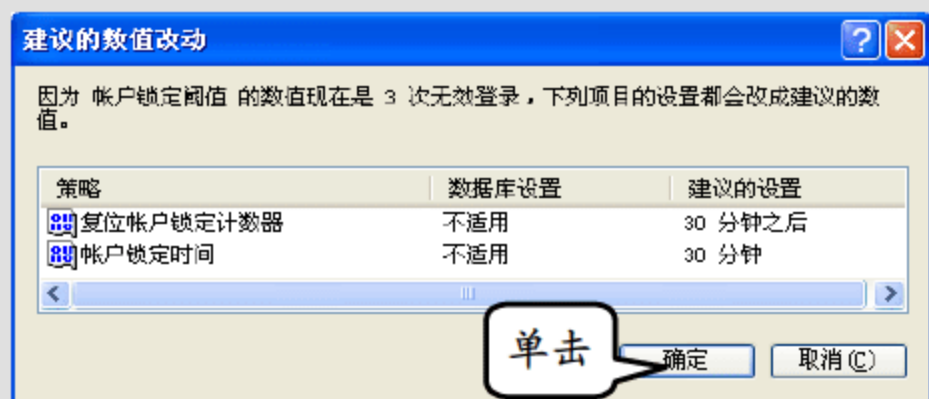 建议的数值改动
因为 帐户锁定阈值 的数值现在是 3 次无效登录，下列项目的设置都会改成建议的数
值。
策略 数据库设置 建议的设置
复位帐户锁定计数器 不适用 30 分钟之后
帐户锁定时间 不适用 30 分钟
单击
确定 取消(C)